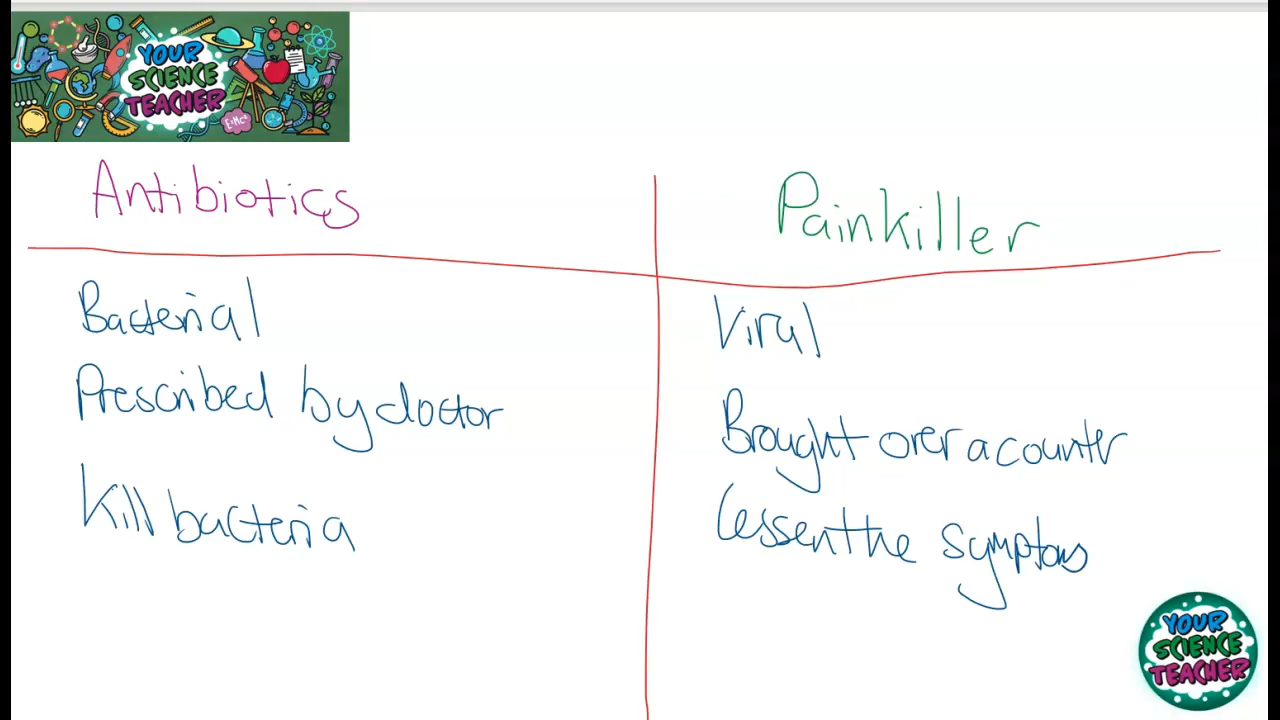 YOUR
SCIENCE
TEACHER
E=MC²
Antibiotics
Painkiller
Bacterial
Prescribed by doctor
Kill bacteria
Viral
Brought over a counter
Lessen the symptoms
YOUR
SCIENCE
TEACHER